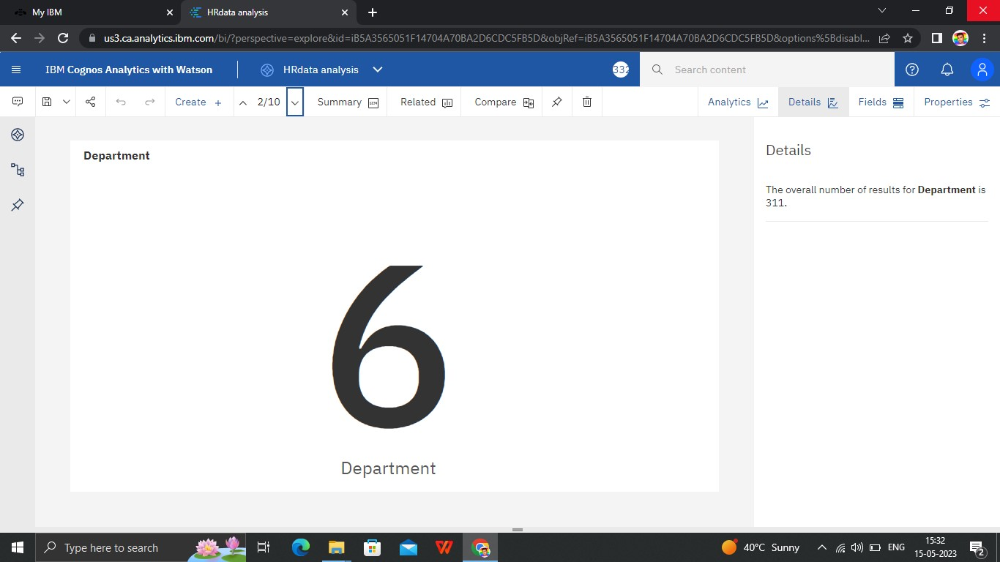 My IBM
HRdata analysis
us3.ca.analytics.ibm.com/bi/?perspective=explore&id=iB5A3565051F14704A70BA2D6CDC5FB5D&objRef=iB5A3565051F14704A70BA2D6CDC5FB5D&options%5Bdisabl...
IBM Cognos Analytics with Watson
HRdata analysis
332
Search content
Create
2/10
Summary
Related
Compare
Analytics
Details
Fields
Properties
Department
6
Department
Details
The overall number of results for Department is
311.
Type here to search
40°C Sunny
ENG
15:32
15-05-2023
2